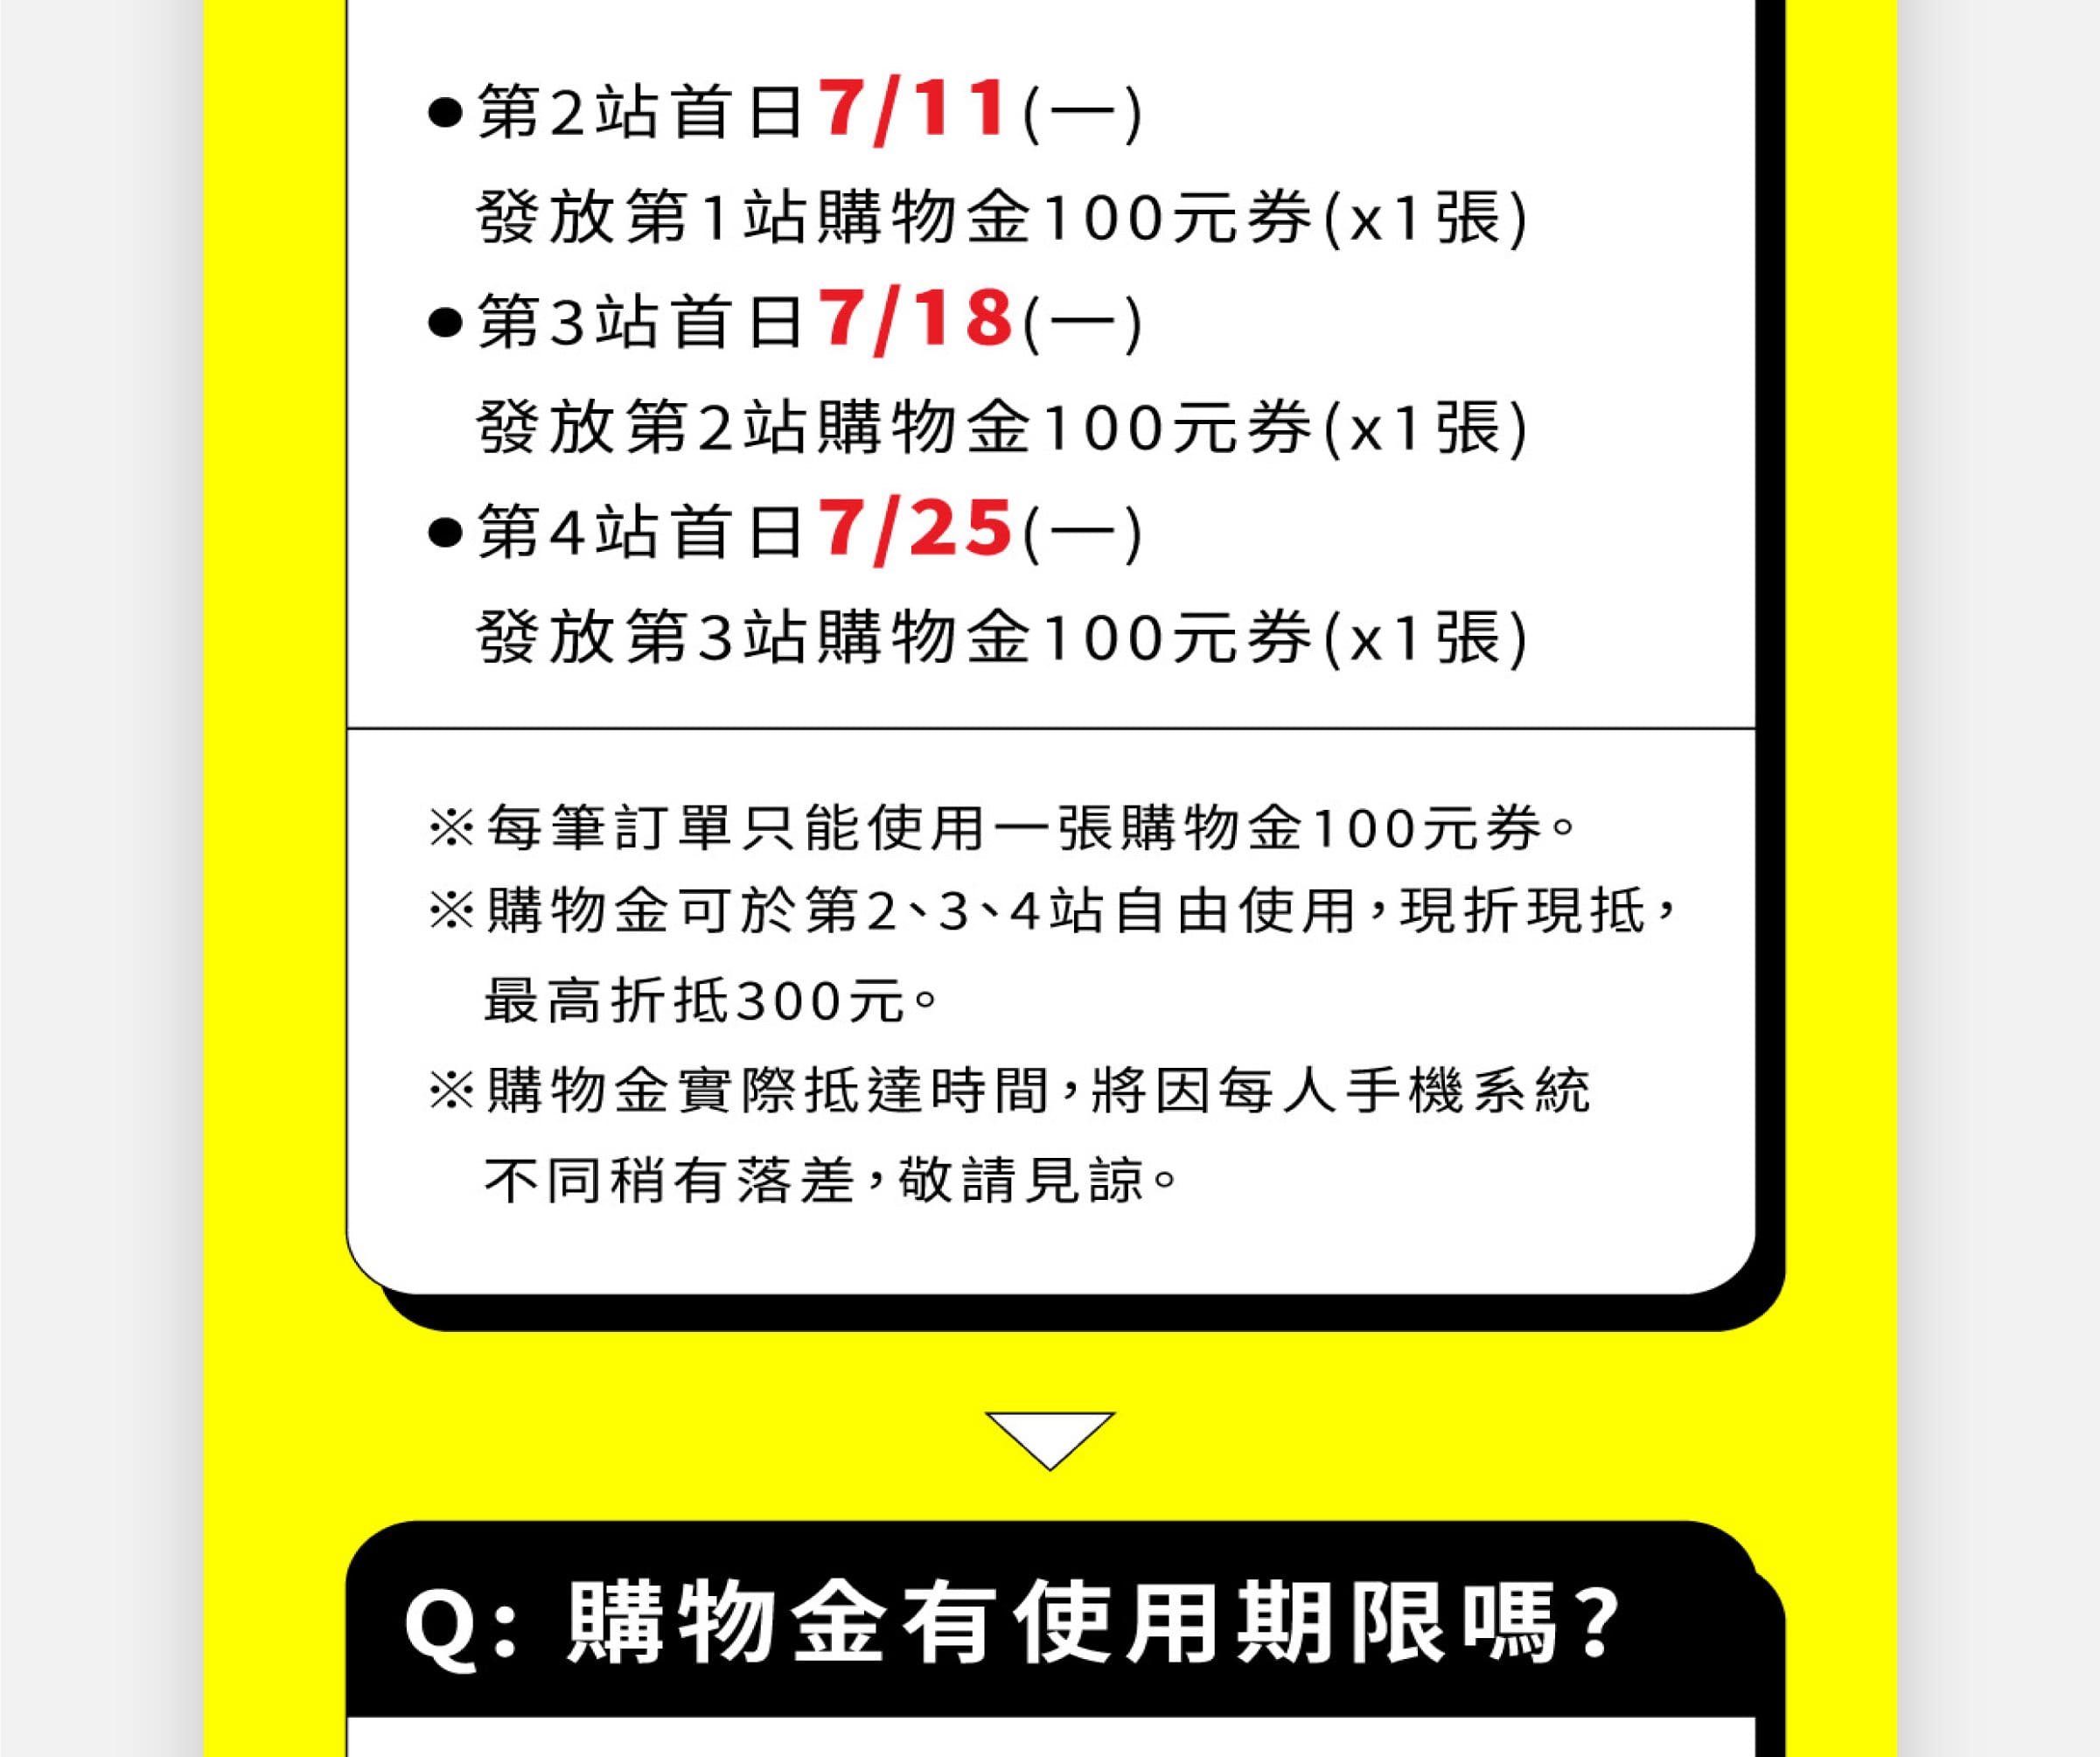 ●第2站首日7/11(一)
發放第1站購物金100元券(x1張)
●第3站首日7/18(一)
發放第2站購物金100元券(x1張)
●第4站首日7/25(一)
發放第3站購物金100元券(x1張)
※每筆訂單只能使用一張購物金100元券。
※購物金可於第2、3、4站自由使用，現折現抵，
最高折抵300元。
※購物金實際抵達時間，將因每人手機系統
不同稍有落差，敬請見諒。
Q: 購物金有使用期限嗎?